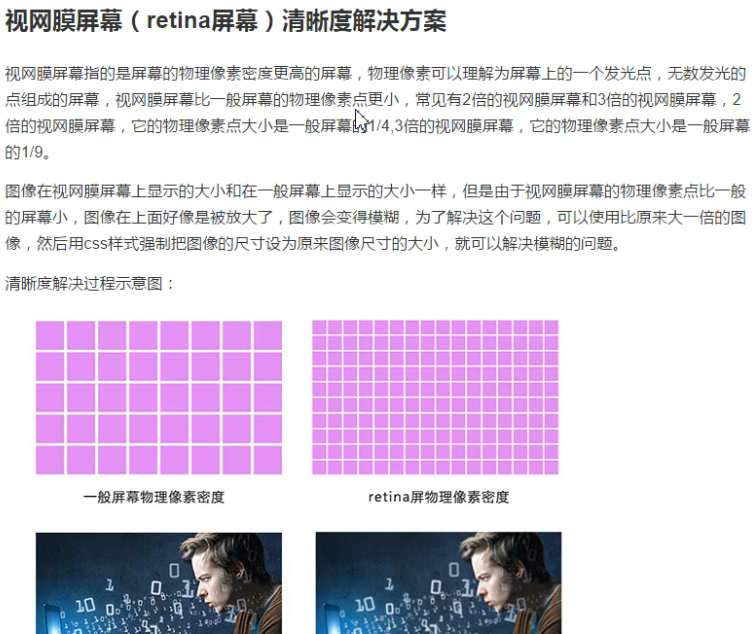 视网膜屏幕（retina屏幕）清晰度解决方案
视网膜屏幕指的是屏幕的物理像素密度更高的屏幕，物理像素可以理解为屏幕上的一个发光点，无数发光的
点组成的屏幕，视网膜屏幕比一般屏幕的物理像素点更小，常见有2倍的视网膜屏幕和3倍的视网膜屏幕，2
倍的视网膜屏幕，它的物理像素点大小是一般屏幕的1/4,3倍的视网膜屏幕，它的物理像素点大小是一般屏幕
的1/9。
图像在视网膜屏幕上显示的大小和在一般屏幕上显示的大小一样，但是由于视网膜屏幕的物理像素点比一般
的屏幕小，图像在上面好像是被放大了，图像会变得模糊，为了解决这个问题，可以使用比原来大一倍的图
像，然后用css样式强制把图像的尺寸设为原来图像尺寸的大小，就可以解决模糊的问题。
清晰度解决过程示意图：
一般屏幕物理像素密度
retina屏物理像素密度